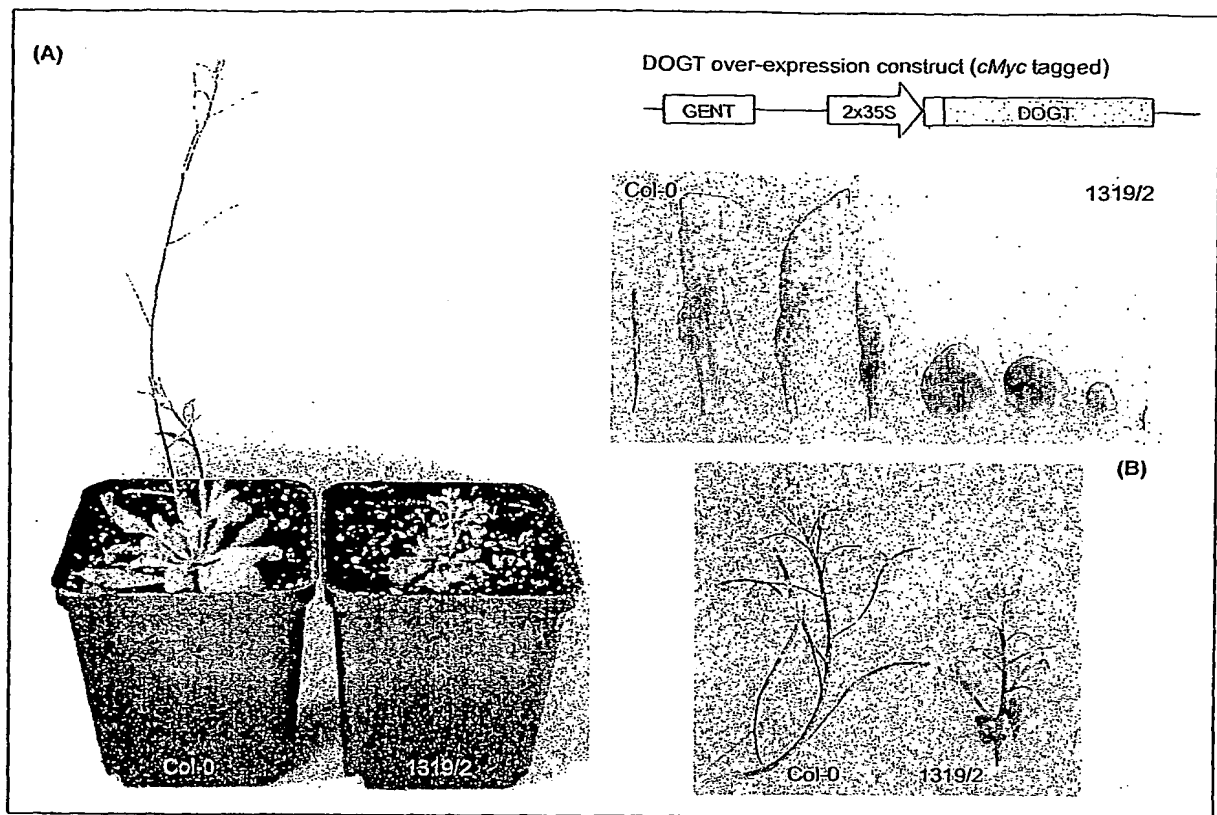 (A)
DOGT over-expression construct (cMyc tagged)
GENT 2x35S DOGT
Col-0 1319/2
(B)
Col-0 1319/2
Col-0 1319/2